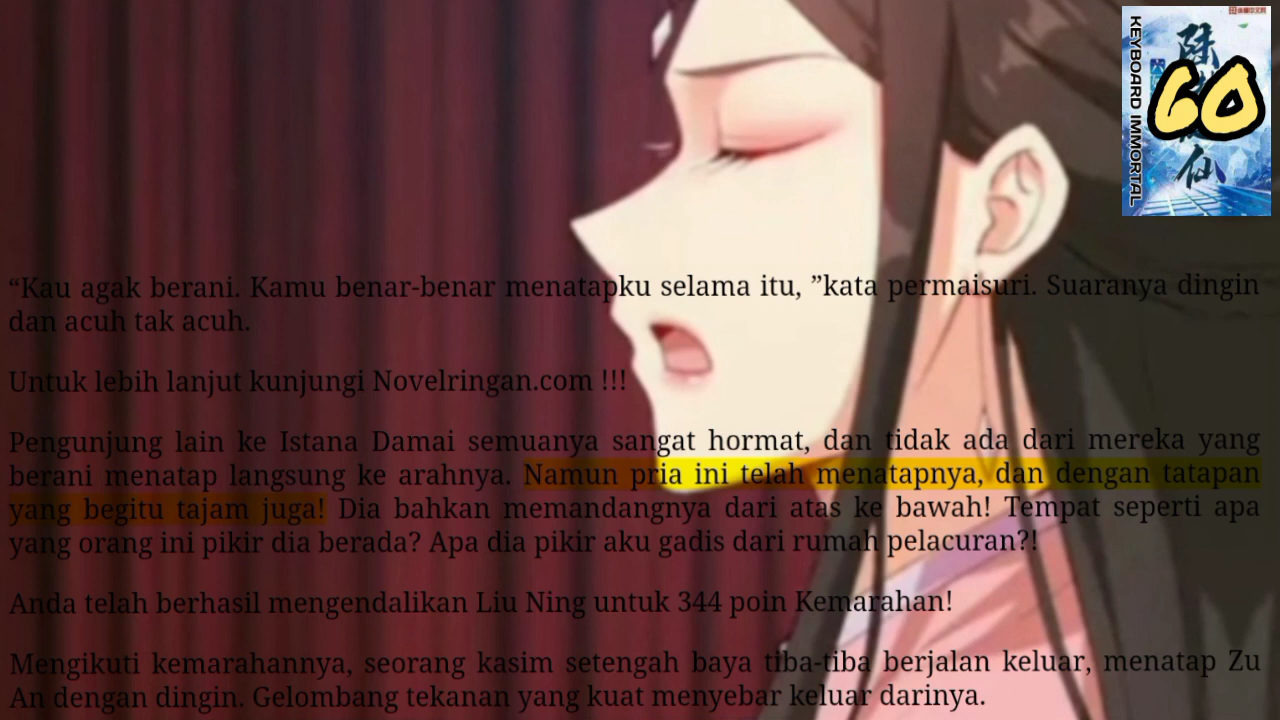 KEYBOARD IMMORTAL
仙
60
“Kau agak berani. Kamu benar-benar menatapku selama itu, ”kata permaisuri. Suaranya dingin
dan acuh tak acuh.
Untuk lebih lanjut kunjungi Novelringan.com !!!
Pengunjung lain ke Istana Damai semuanya sangat hormat, dan tidak ada dari mereka yang
berani menatap langsung ke arahnya. Namun pria ini telah menatapnya, dan dengan tatapan
yang begitu tajam juga! Dia bahkan memandangnya dari atas ke bawah! Tempat seperti apa
yang orang ini pikir dia berada? Apa dia pikir aku gadis dari rumah pelacuran?!
Anda telah berhasil mengendalikan Liu Ning untuk 344 poin Kemarahan!
Mengikuti kemarahannya, seorang kasim setengah baya tiba-tiba berjalan keluar, menatap Zu
An dengan dingin. Gelombang tekanan yang kuat menyebar keluar darinya.